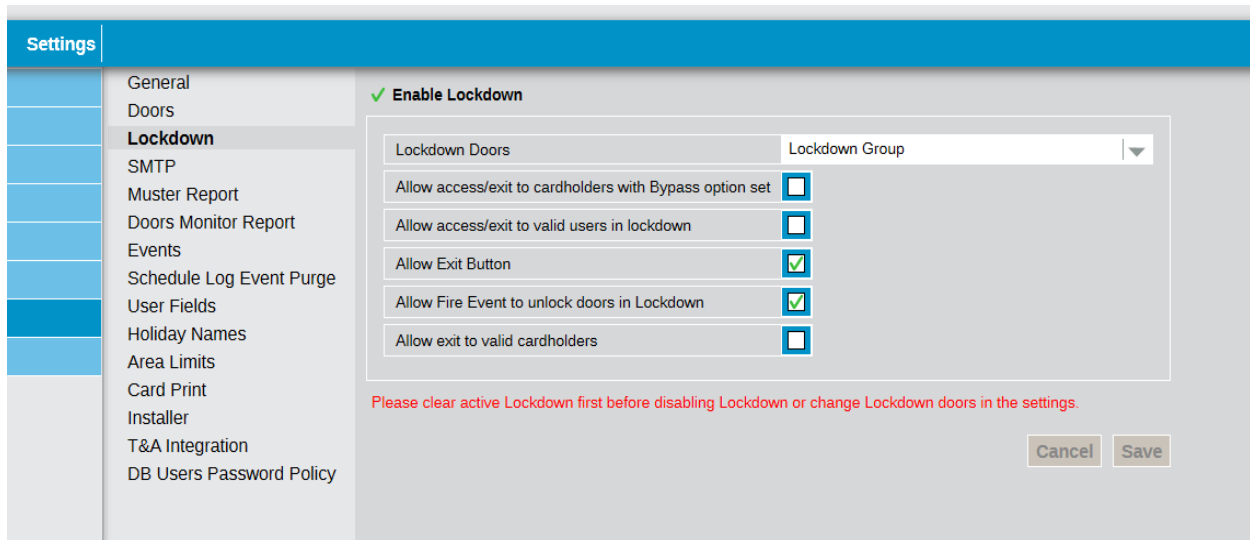 Settings
General
Doors
Lockdown
SMTP
Muster Report
Doors Monitor Report
Events
Schedule Log Event Purge
User Fields
Holiday Names
Area Limits
Card Print
Installer
T&A Integration
DB Users Password Policy
Enable Lockdown
Lockdown Doors Lockdown Group
Allow access/exit to cardholders with Bypass option set
Allow access/exit to valid users in lockdown
Allow Exit Button
Allow Fire Event to unlock doors in Lockdown
Allow exit to valid cardholders
Please clear active Lockdown first before disabling Lockdown or change Lockdown doors in the settings.
Cancel Save